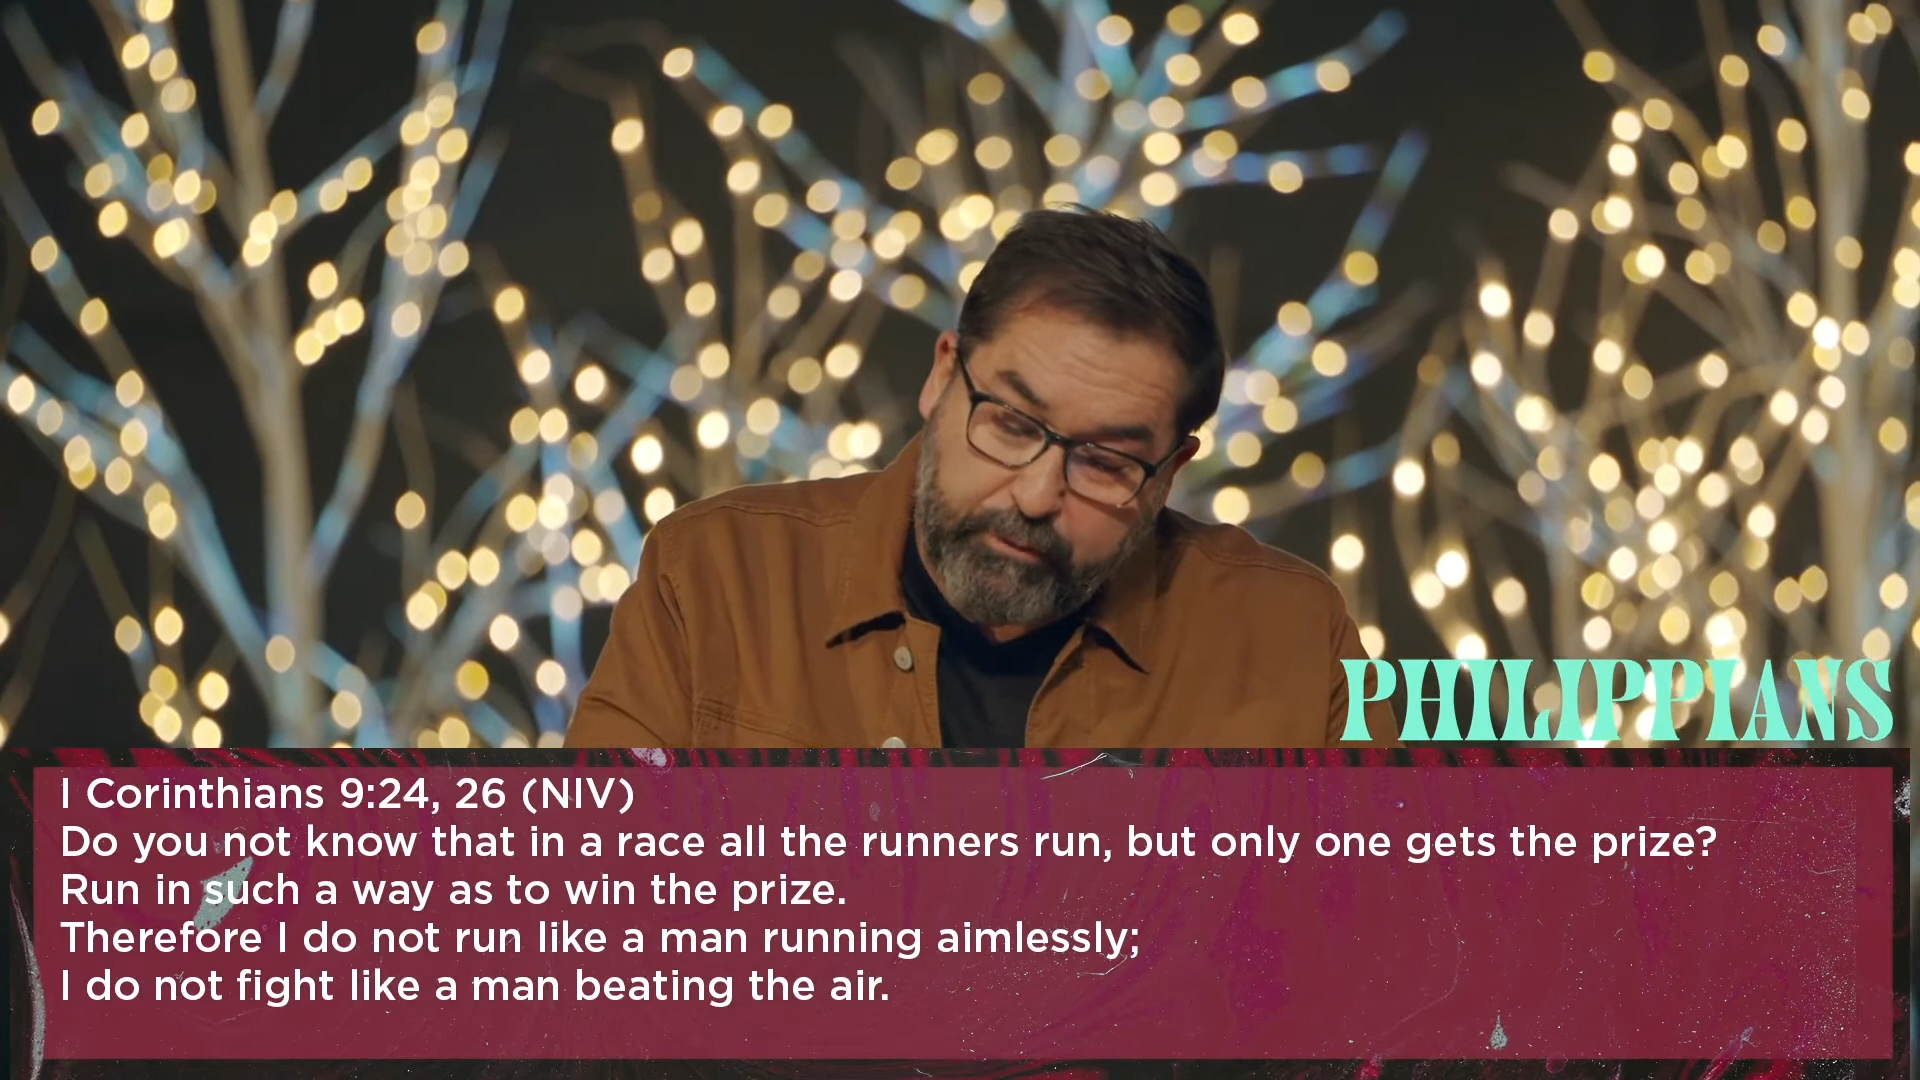 PHILIPPIANS
I Corinthians 9:24, 26 (NIV)
Do you not know that in a race all the runners run, but only one gets the prize?
Run in such a way as to win the prize.
Therefore I do not run like a man running aimlessly;
I do not fight like a man beating the air.